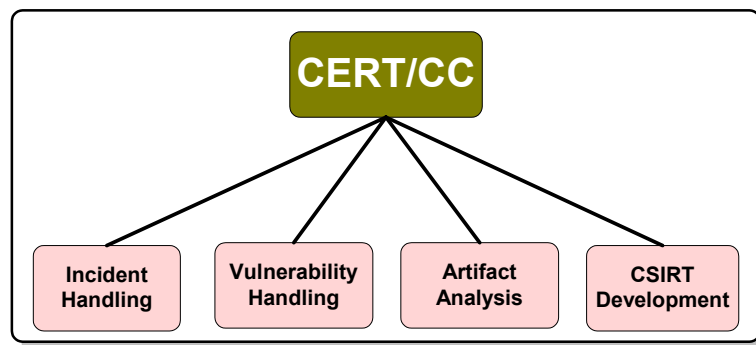 CERT/CC
Incident
Handling
Vulnerability
Handling
Artifact
Analysis
CSIRT
Development